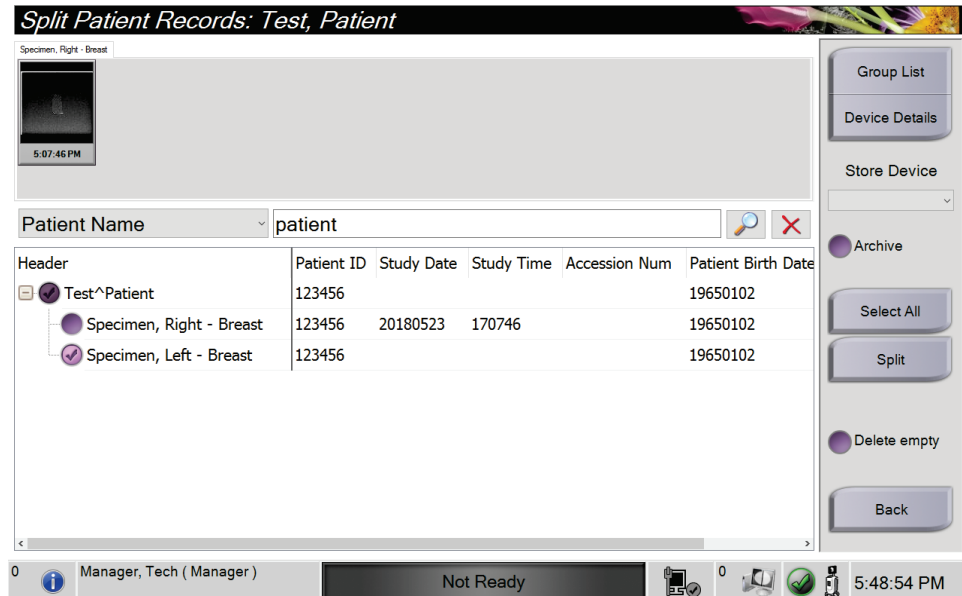 Split Patient Records: Test, Patient
Specimen, Right - Breast
5:07:46 PM
Group List
Device Details
Store Device
Archive
Select All
Split
Delete empty
Back
Patient Name patient
Header Patient ID Study Date Study Time Accession Num Patient Birth Date
Test^Patient 123456 19650102
Specimen, Right - Breast 123456 20180523 170746 19650102
Specimen, Left - Breast 123456 19650102
0 Manager, Tech ( Manager ) Not Ready 0 5:48:54 PM